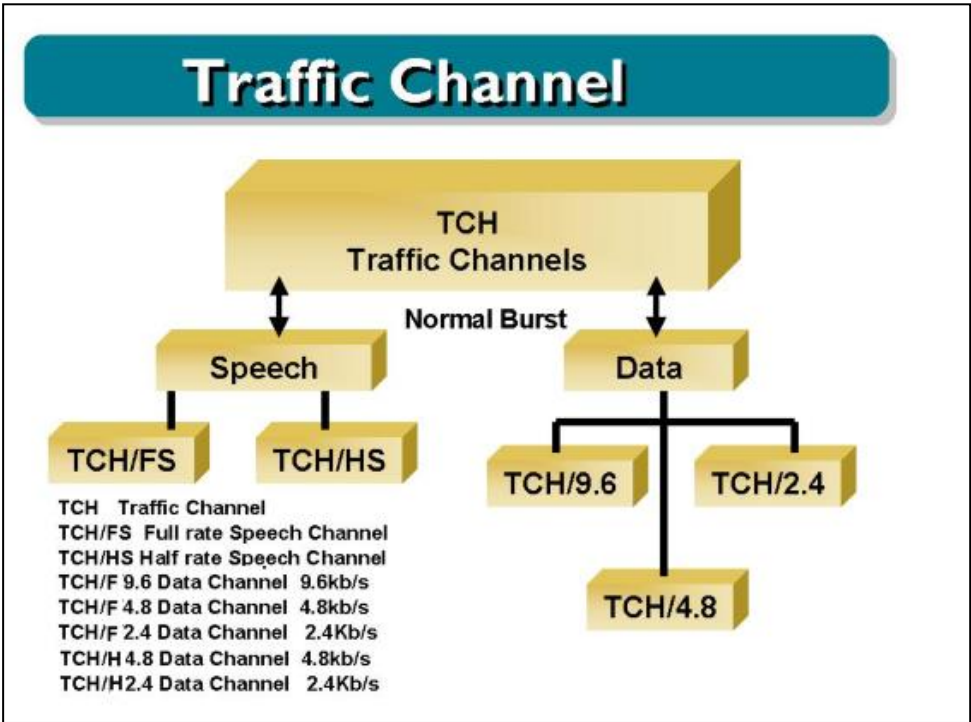 Traffic Channel
TCH
Traffic Channels
Normal Burst
Speech
Data
TCH/FS
TCH/HS
TCH/9.6
TCH/2.4
TCH/4.8
TCH Traffic Channel
TCH/FS Full rate Speech Channel
TCH/HS Half rate Speech Channel
TCH/F 9.6 Data Channel 9.6kb/s
TCH/F 4.8 Data Channel 4.8kb/s
TCH/F 2.4 Data Channel 2.4Kb/s
TCH/H 4.8 Data Channel 4.8kb/s
TCH/H2.4 Data Channel 2.4Kb/s